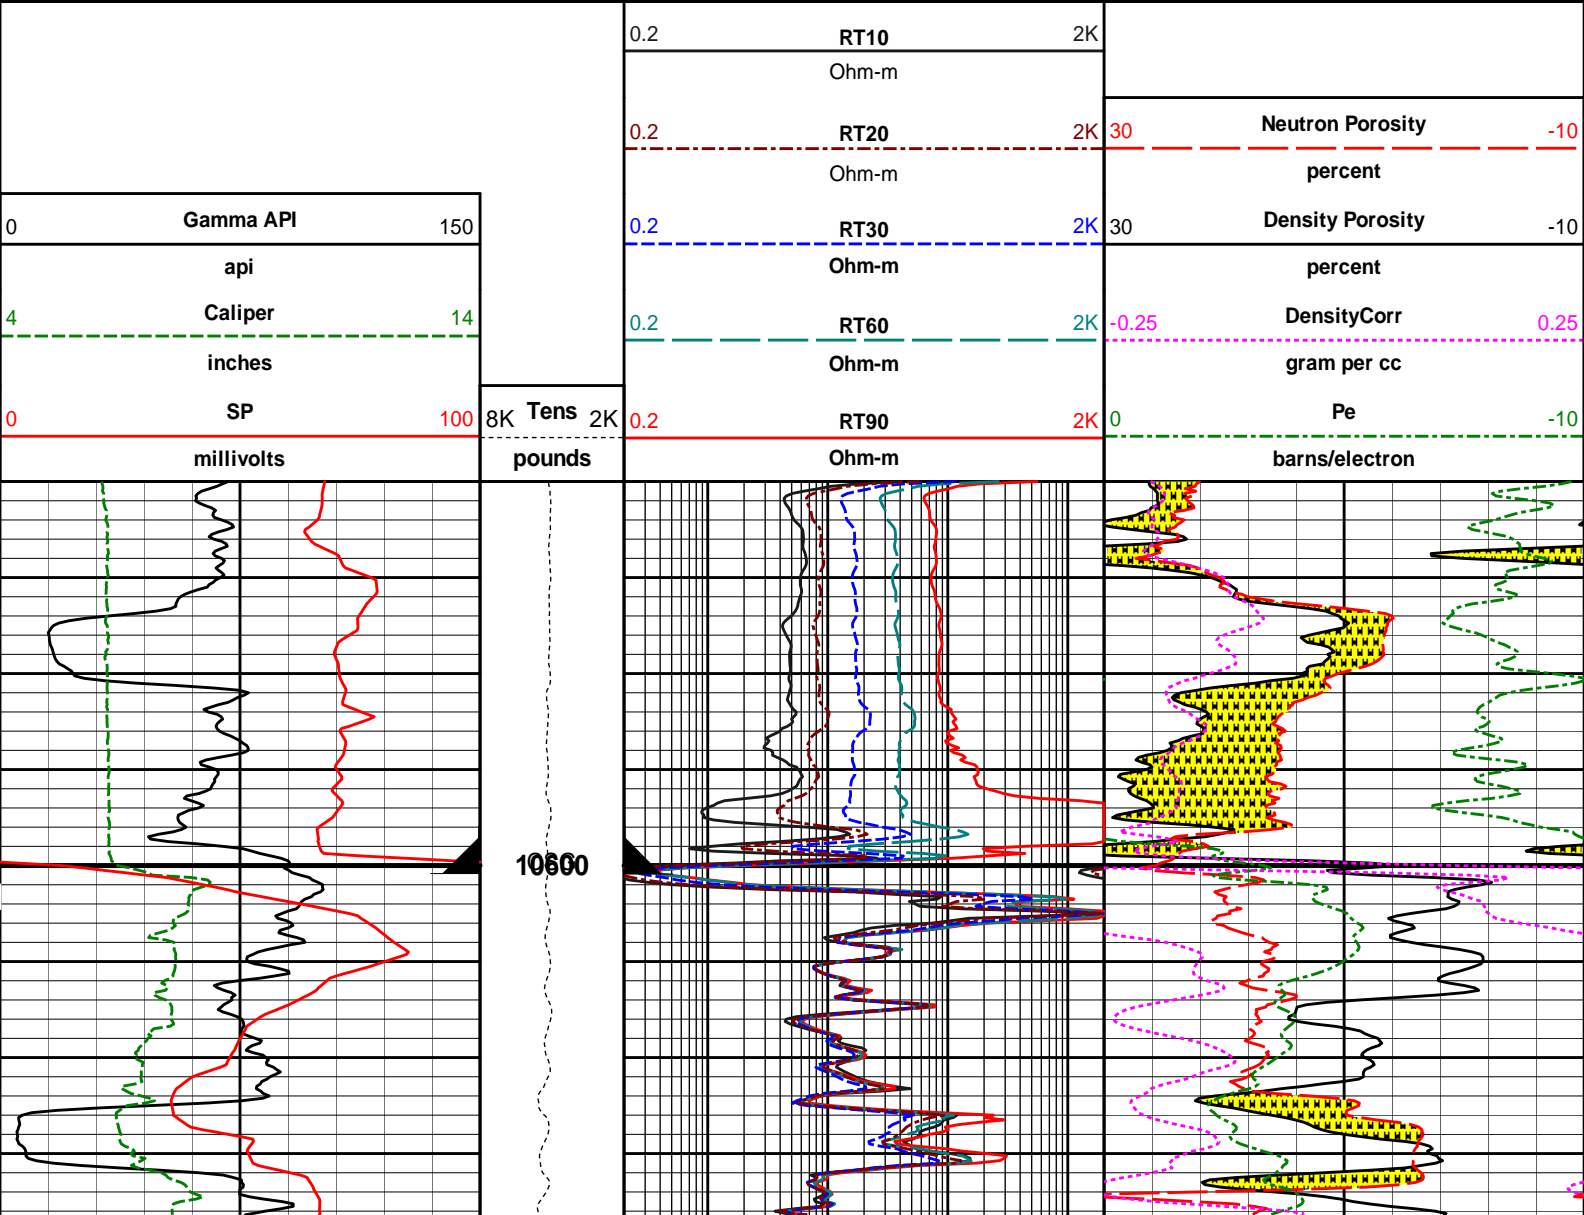 0.2 RT10 2K
Ohm-m
0.2 RT20 2K
Ohm-m
0.2 RT30 2K
Ohm-m
0.2 RT60 2K
Ohm-m
0.2 RT90 2K
Ohm-m
30 Neutron Porosity -10
percent
30 Density Porosity -10
percent
-0.25 DensityCorr 0.25
gram per cc
0 Pe -10
barns/electron
0 Gamma API 150
api
4 Caliper 14
inches
0 SP 100
millivolts
8K Tens 2K
pounds
10600